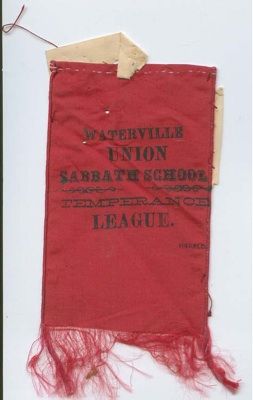 WATERVILLE
UNION
SABBATH SCHOOL
TEMPERANCE
LEAGUE.